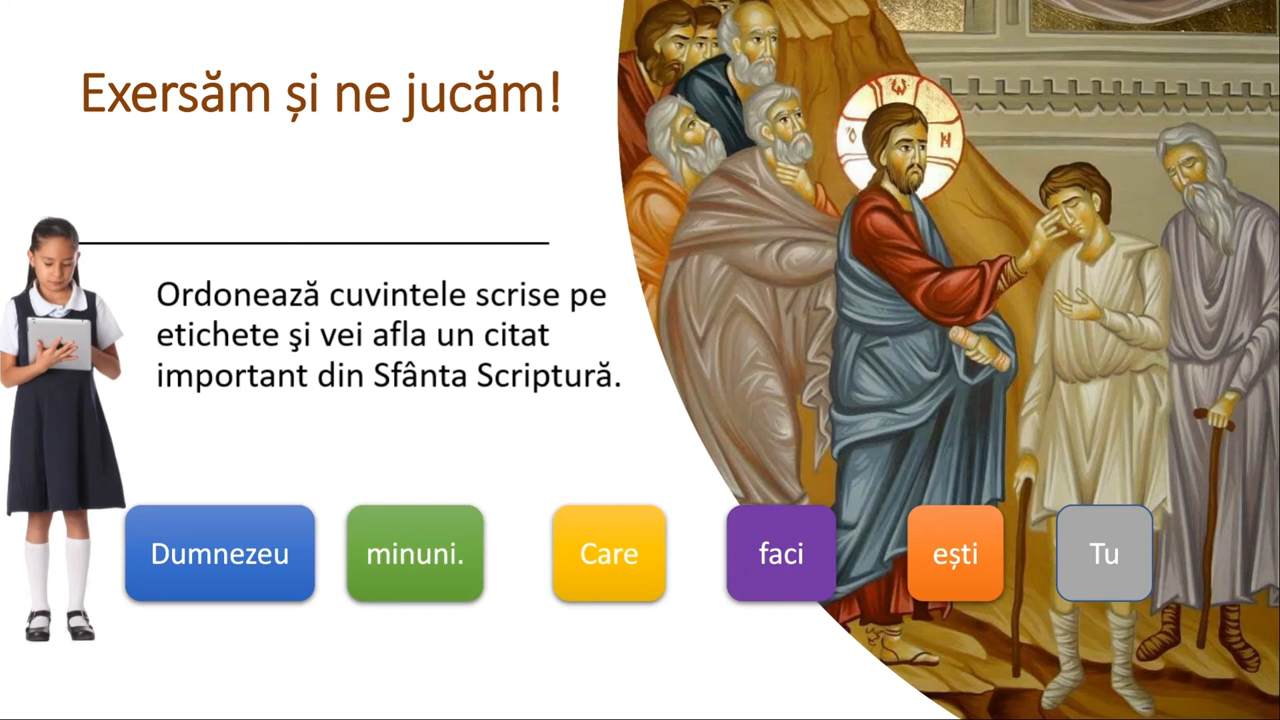 Exersăm și ne jucăm!
Ordonează cuvintele scrise pe
etichete şi vei afla un citat
important din Sfânta Scriptură.
Dumnezeu minuni. Care faci ești Tu